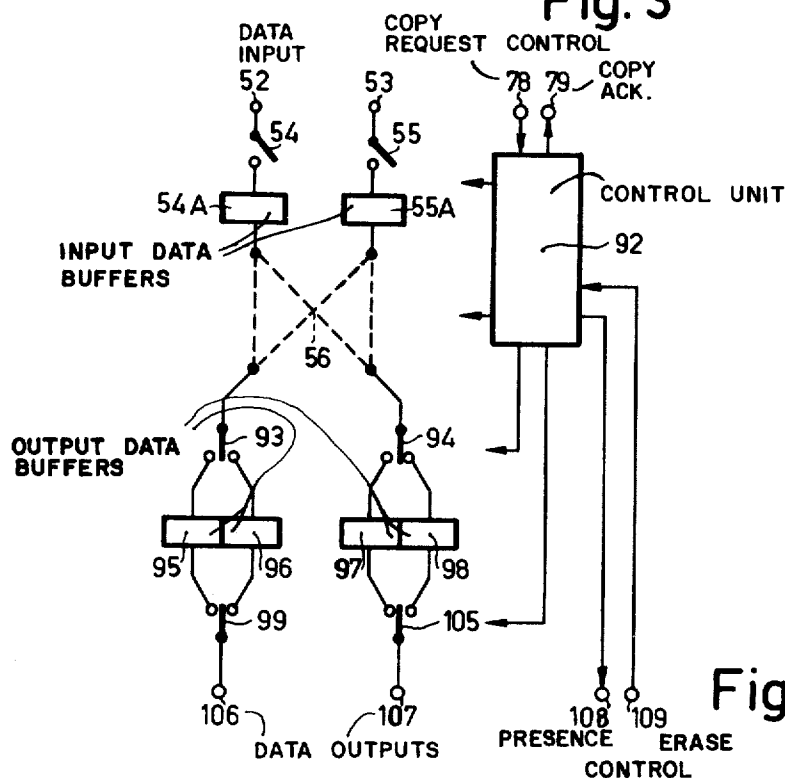 Fig. 3
DATA INPUT
COPY REQUEST CONTROL
52
53
78
79
COPY ACK.
54
55
54A
55A
CONTROL UNIT
92
INPUT DATA BUFFERS
56
OUTPUT DATA BUFFERS
93
94
95
96
97
98
99
105
106
107
108
109
DATA OUTPUTS
PRESENCE
ERASE
CONTROL
Fig